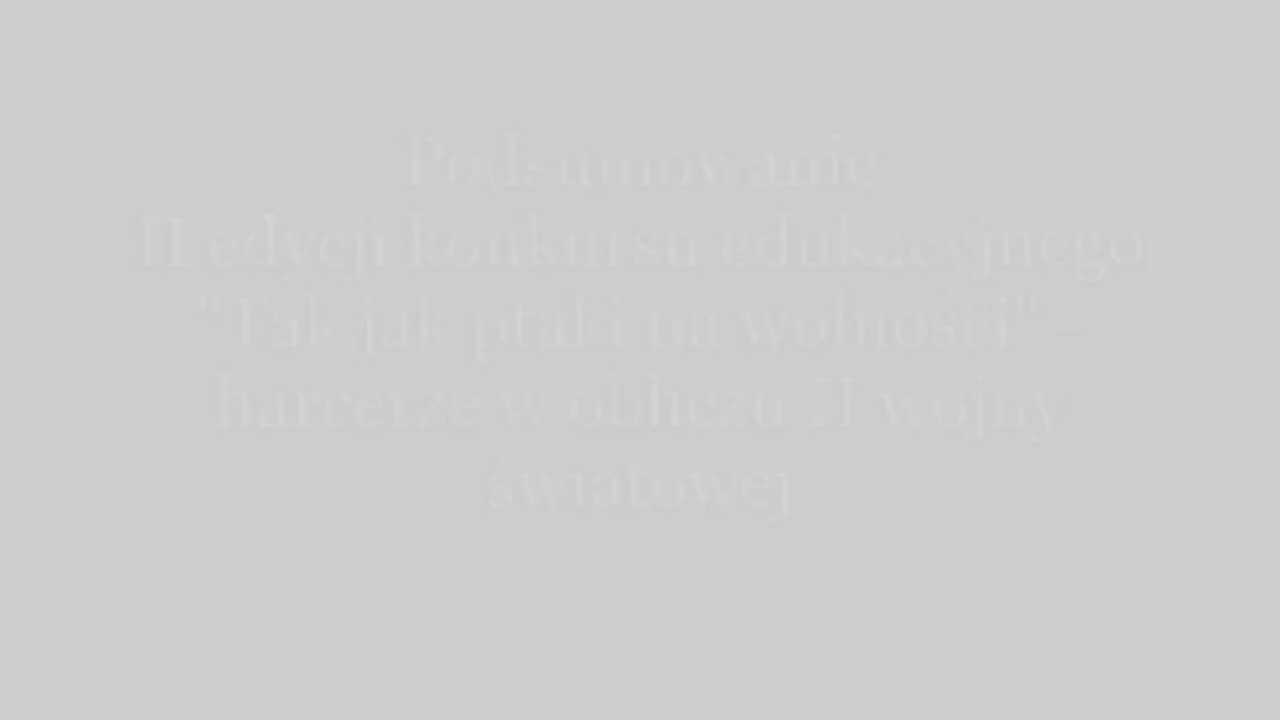 Podsumowanie
II edycji konkursu edukacyjnego
"Tak jak ptaki na wolności" –
harcerze w obliczu II wojny
światowej